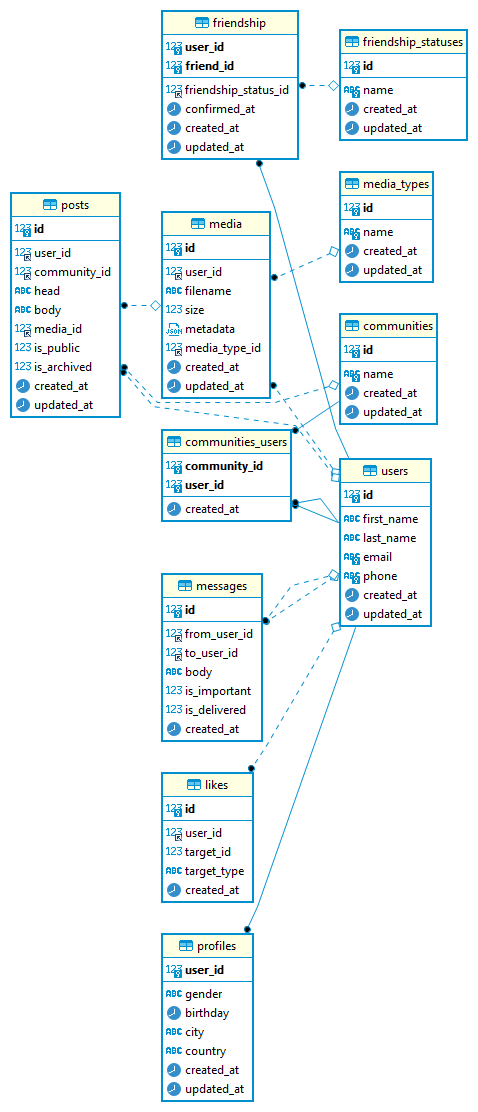 friendship
user_id
friend_id
friendship_status_id
confirmed_at
created_at
updated_at
friendship_statuses
id
name
created_at
updated_at
media_types
id
name
created_at
updated_at
posts
id
user_id
community_id
head
body
media_id
is_public
is_archived
created_at
updated_at
media
id
user_id
filename
size
metadata
media_type_id
created_at
updated_at
communities
id
name
created_at
updated_at
communities_users
community_id
user_id
created_at
users
id
first_name
last_name
email
phone
created_at
updated_at
messages
id
from_user_id
to_user_id
body
is_important
is_delivered
created_at
likes
id
user_id
target_id
target_type
created_at
profiles
user_id
gender
birthday
city
country
created_at
updated_at